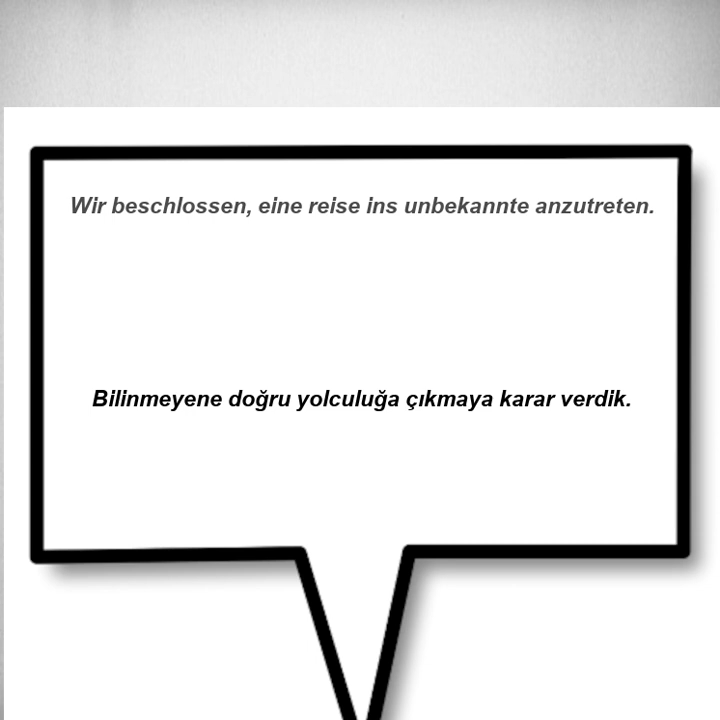 Wir beschlossen, eine reise ins unbekannte anzutreten.
Bilinmeyene doğru yolculuğa çıkmaya karar verdik.